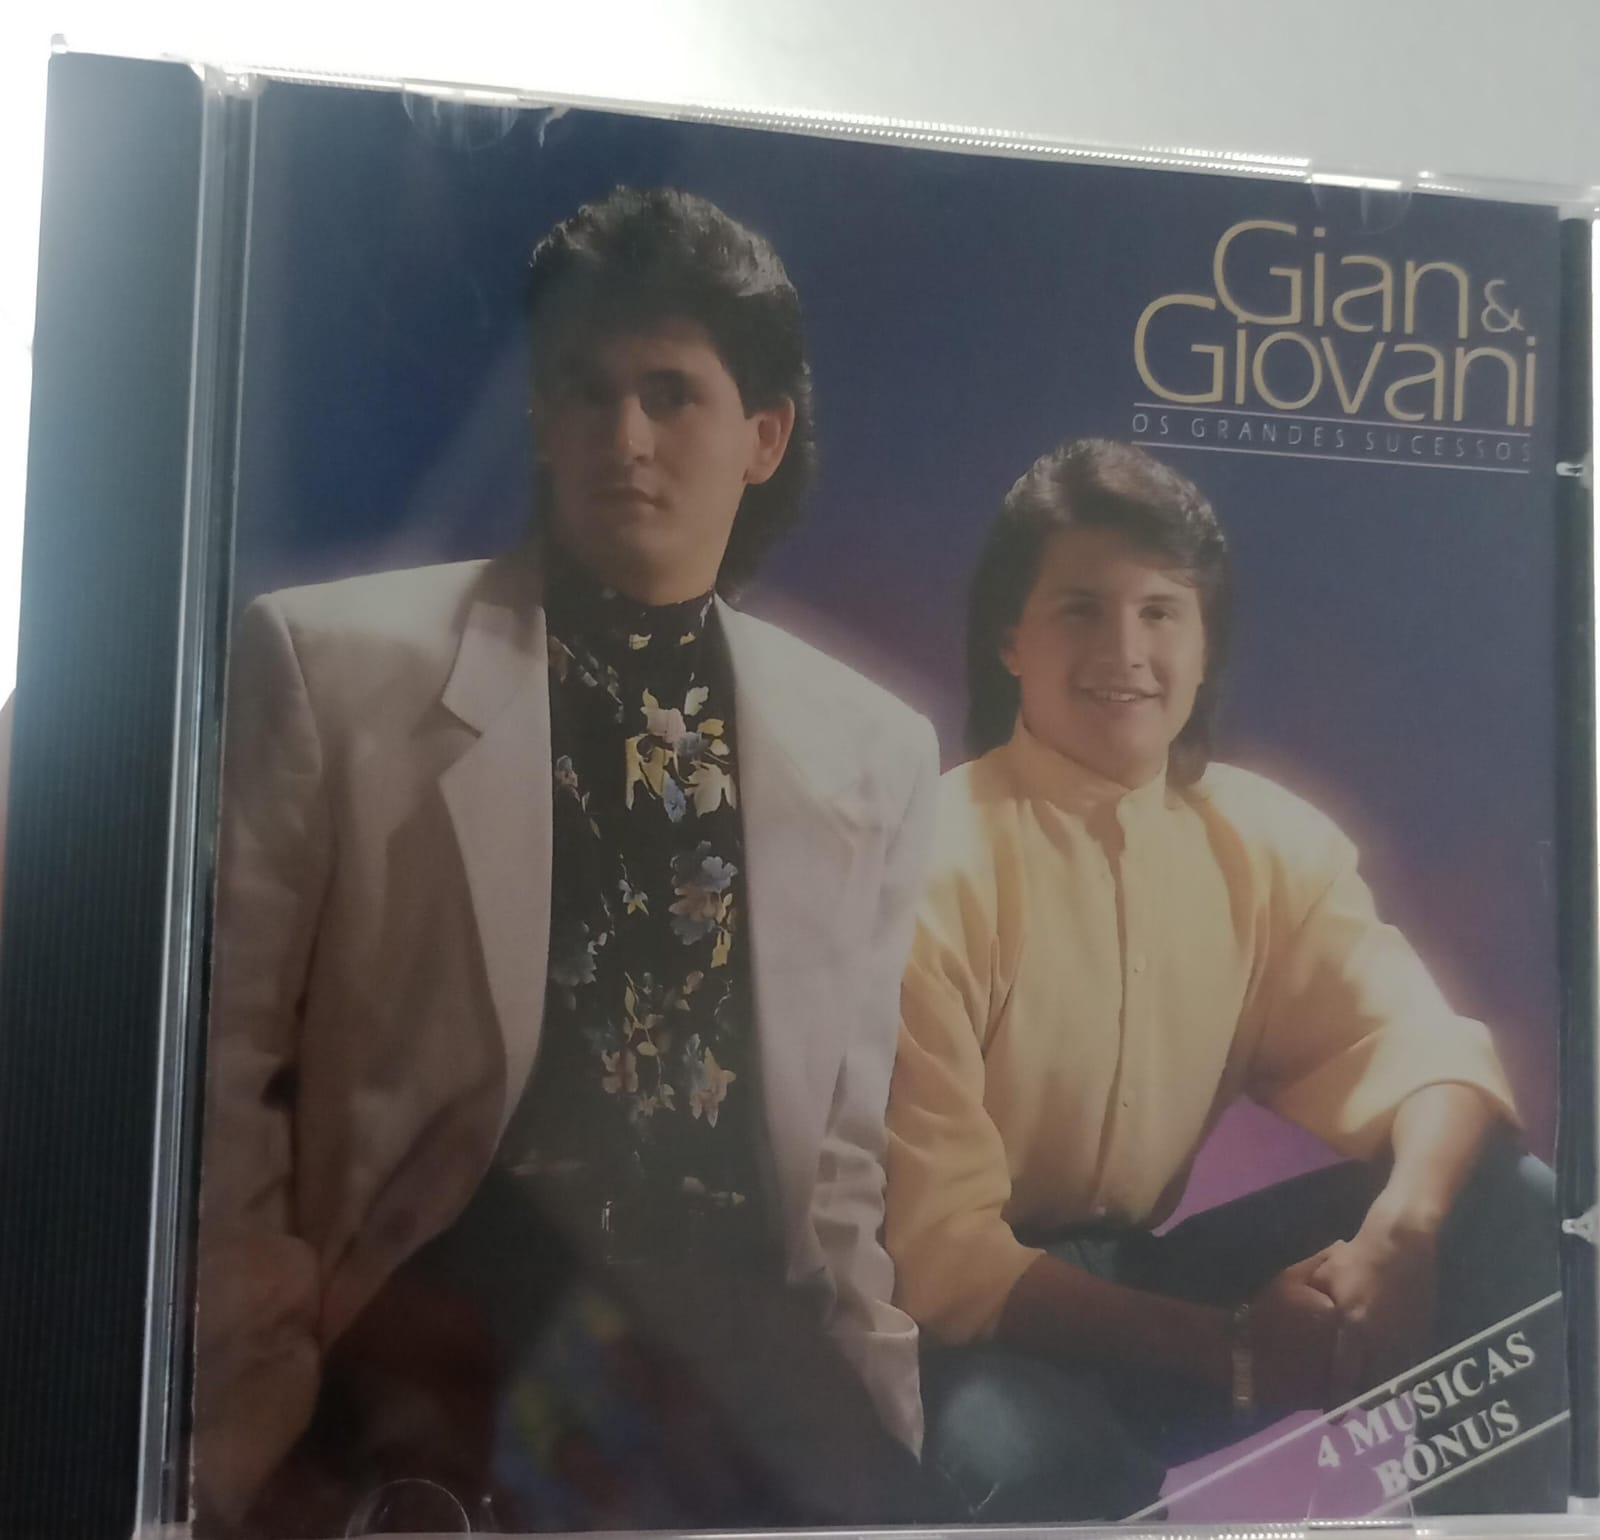 Gian &
Giovani
OS GRANDES SUCESSOS
4 MÚSICAS
BÔNUS